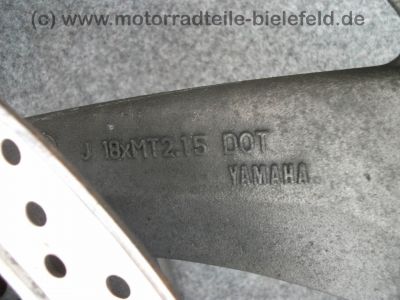 (c) www.motorradteile-bielefeld.de
J 18xMT2.15 DOT
YAMAHA